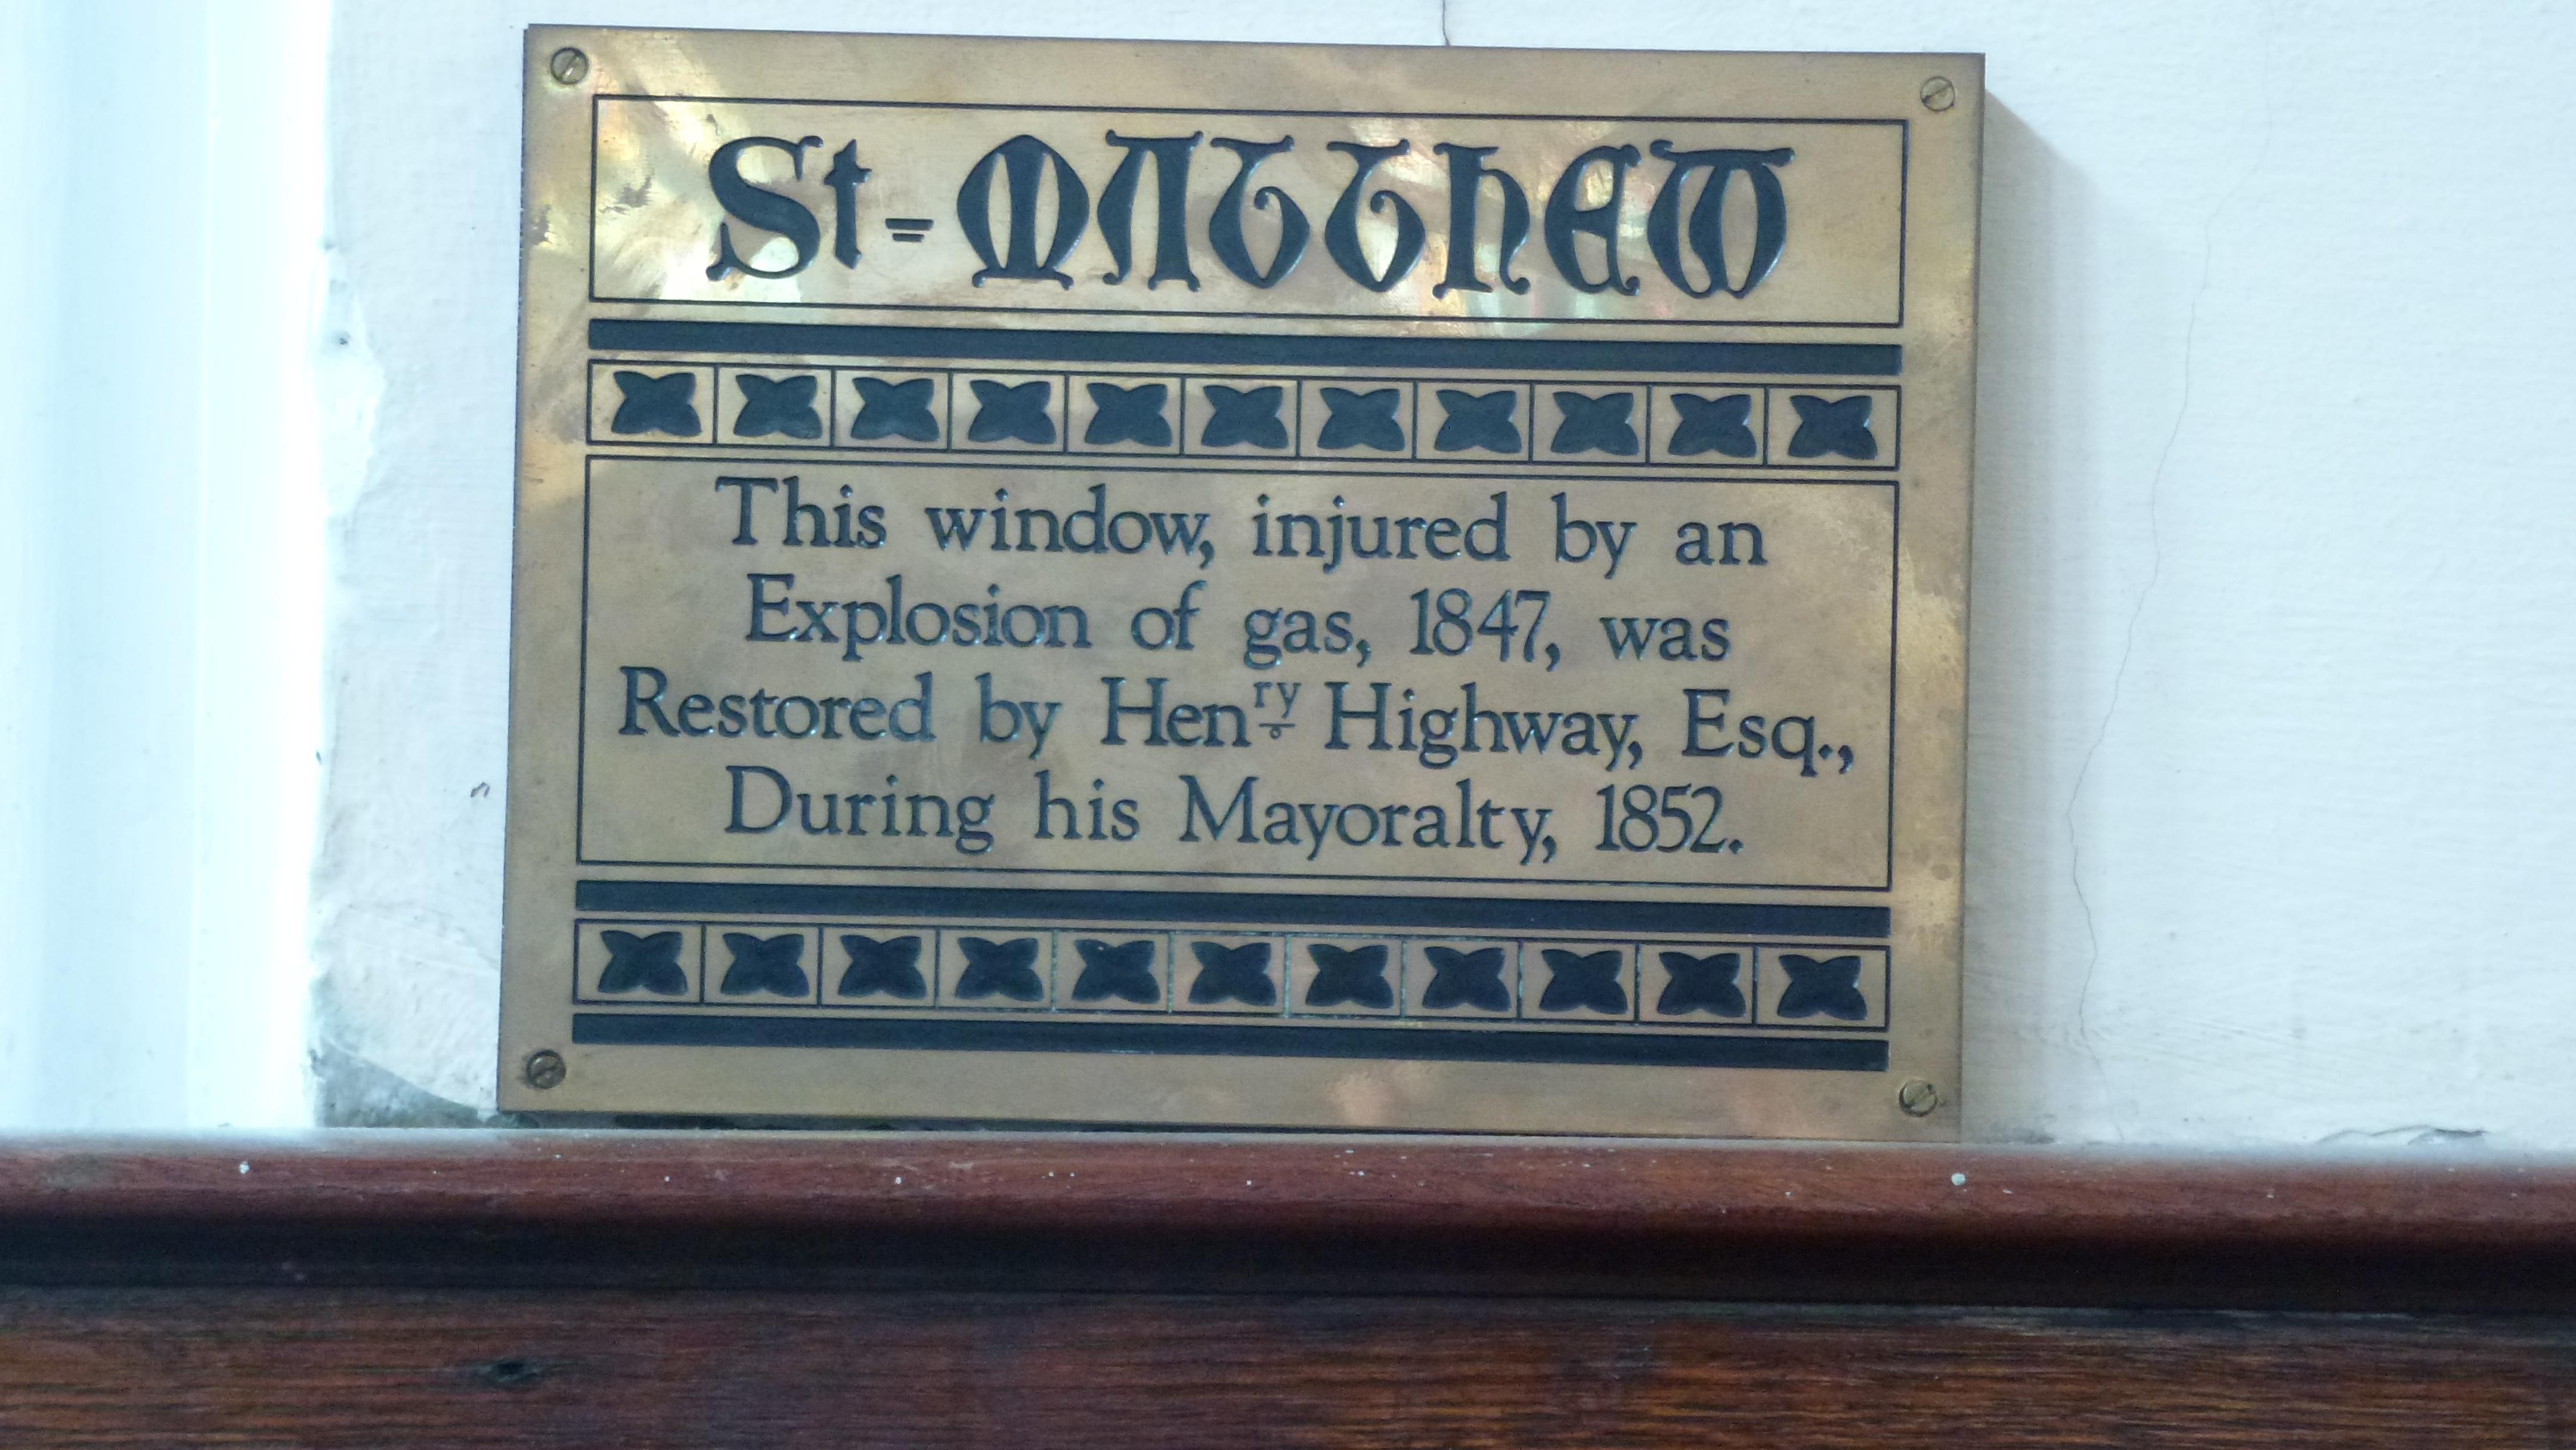 St = MATTHEW
This window, injured by an
Explosion of gas, 1847, was
Restored by Henry Highway, Esq.,
During his Mayoralty, 1852.